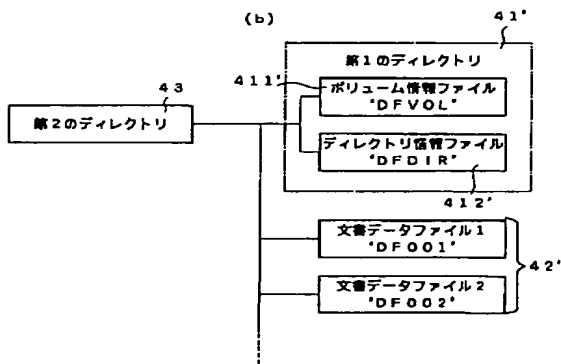 (b)
41'
第1のディレクトリ
411'
ボリューム情報ファイル
"DFVOL"
43
第2のディレクトリ
ディレクトリ情報ファイル
"DFDIR"
412'
文書データファイル1
"DF001"
42'
文書データファイル2
"DF002"